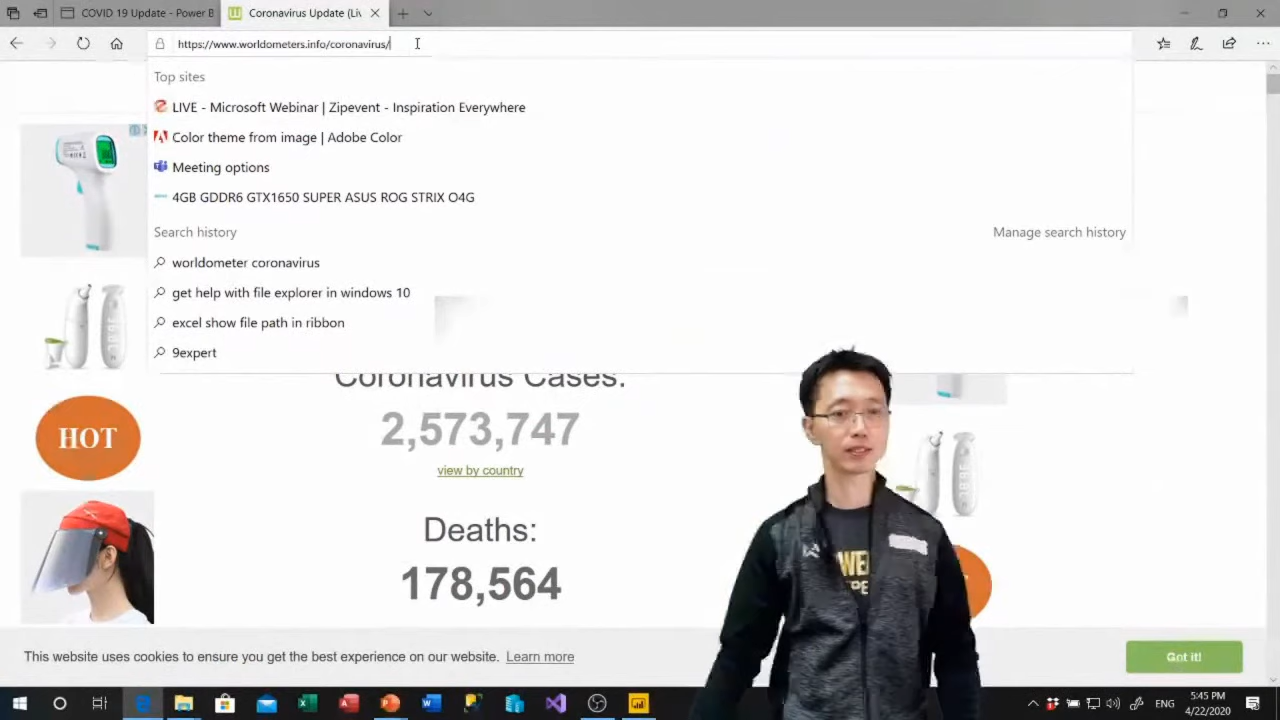 COVID 19 Update - Power B
Coronavirus Update (Liv
https://www.worldometers.info/coronavirus/
Top sites
LIVE - Microsoft Webinar | Zipevent - Inspiration Everywhere
Color theme from image | Adobe Color
Meeting options
4GB GDDR6 GTX1650 SUPER ASUS ROG STRIX O4G
Search history
Manage search history
worldometer coronavirus
get help with file explorer in windows 10
excel show file path in ribbon
9expert
Coronavirus Cases:
2,573,747
HOT
view by country
Deaths:
178,564
This website uses cookies to ensure you get the best experience on our website. Learn more
Got it!
ENG
5:45 PM
4/22/2020